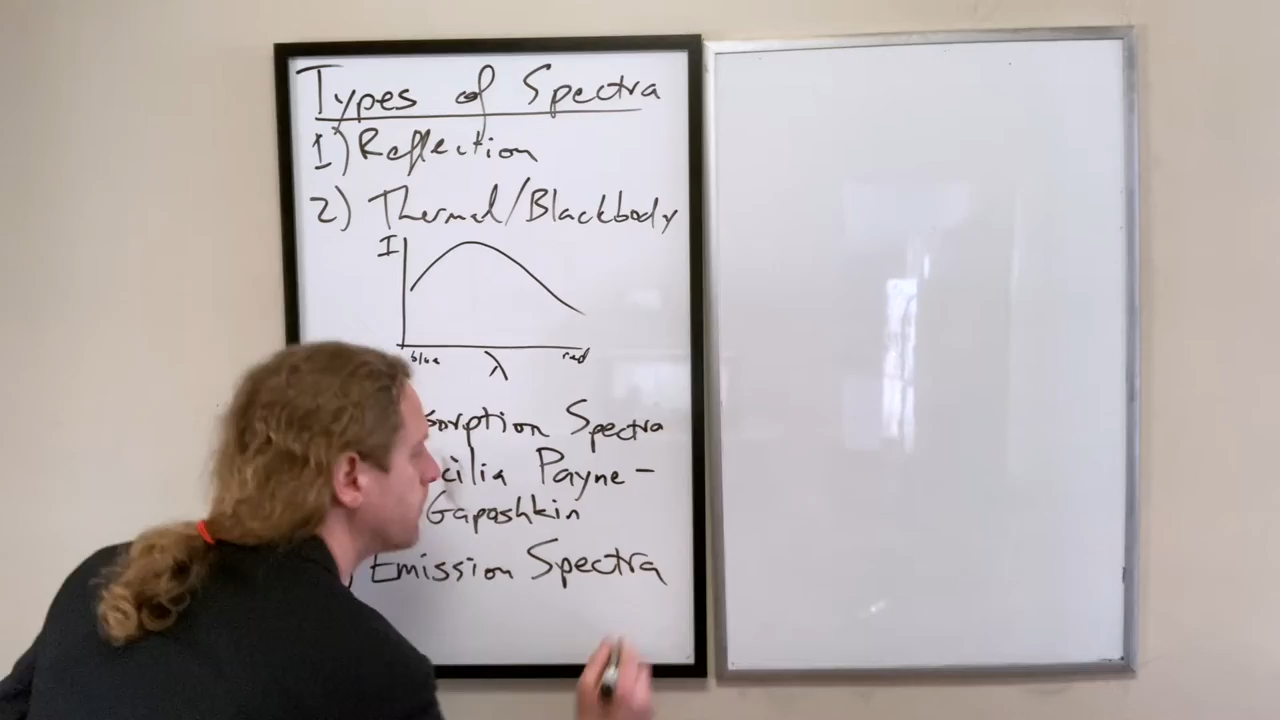 Types of Spectra
1) Reflection
2) Thermal/Blackbody
I
blue λ red
sorption Spectra
cilia Payne-
Gaposhkin
) Emission Spectra